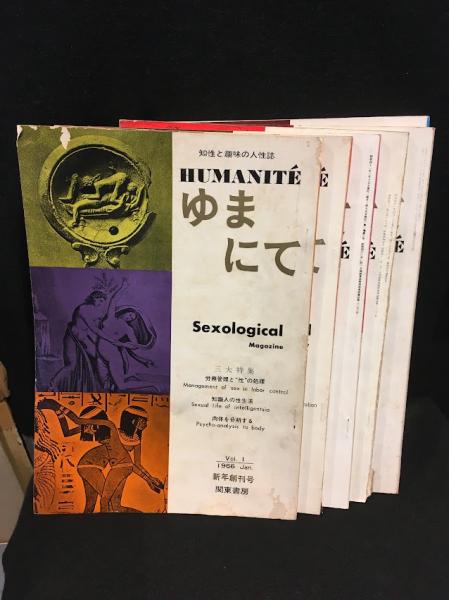 知性と趣味の人性誌
HUMANITÉ
ゆま
にて
Sexological
Magazine
三大特集
労務管理と"性"の処理
Management of sex in labor control
知識人の性生活
Sexual life of intelligentsia
肉体を分析する
Psycho-analysis to body
Vol. 1
1966 Jan.
新年創刊号
関東書房